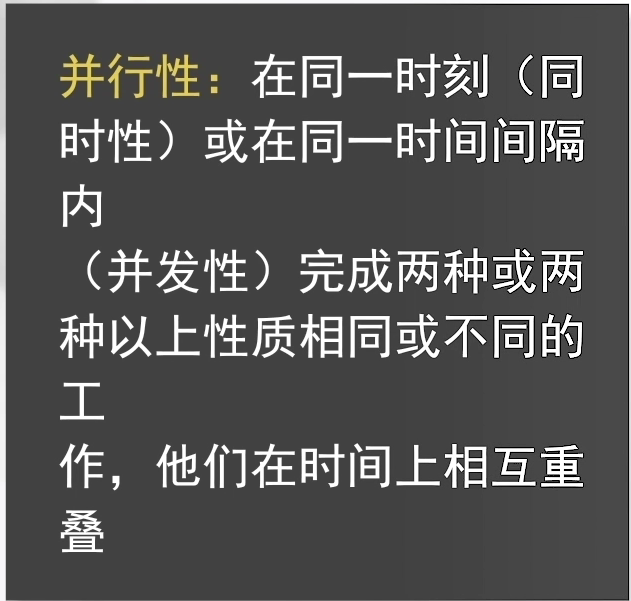 并行性：在同一时刻（同
时性）或在同一时间间隔
内
（并发性）完成两种或两
种以上性质相同或不同的
工
作，他们在时间上相互重
叠